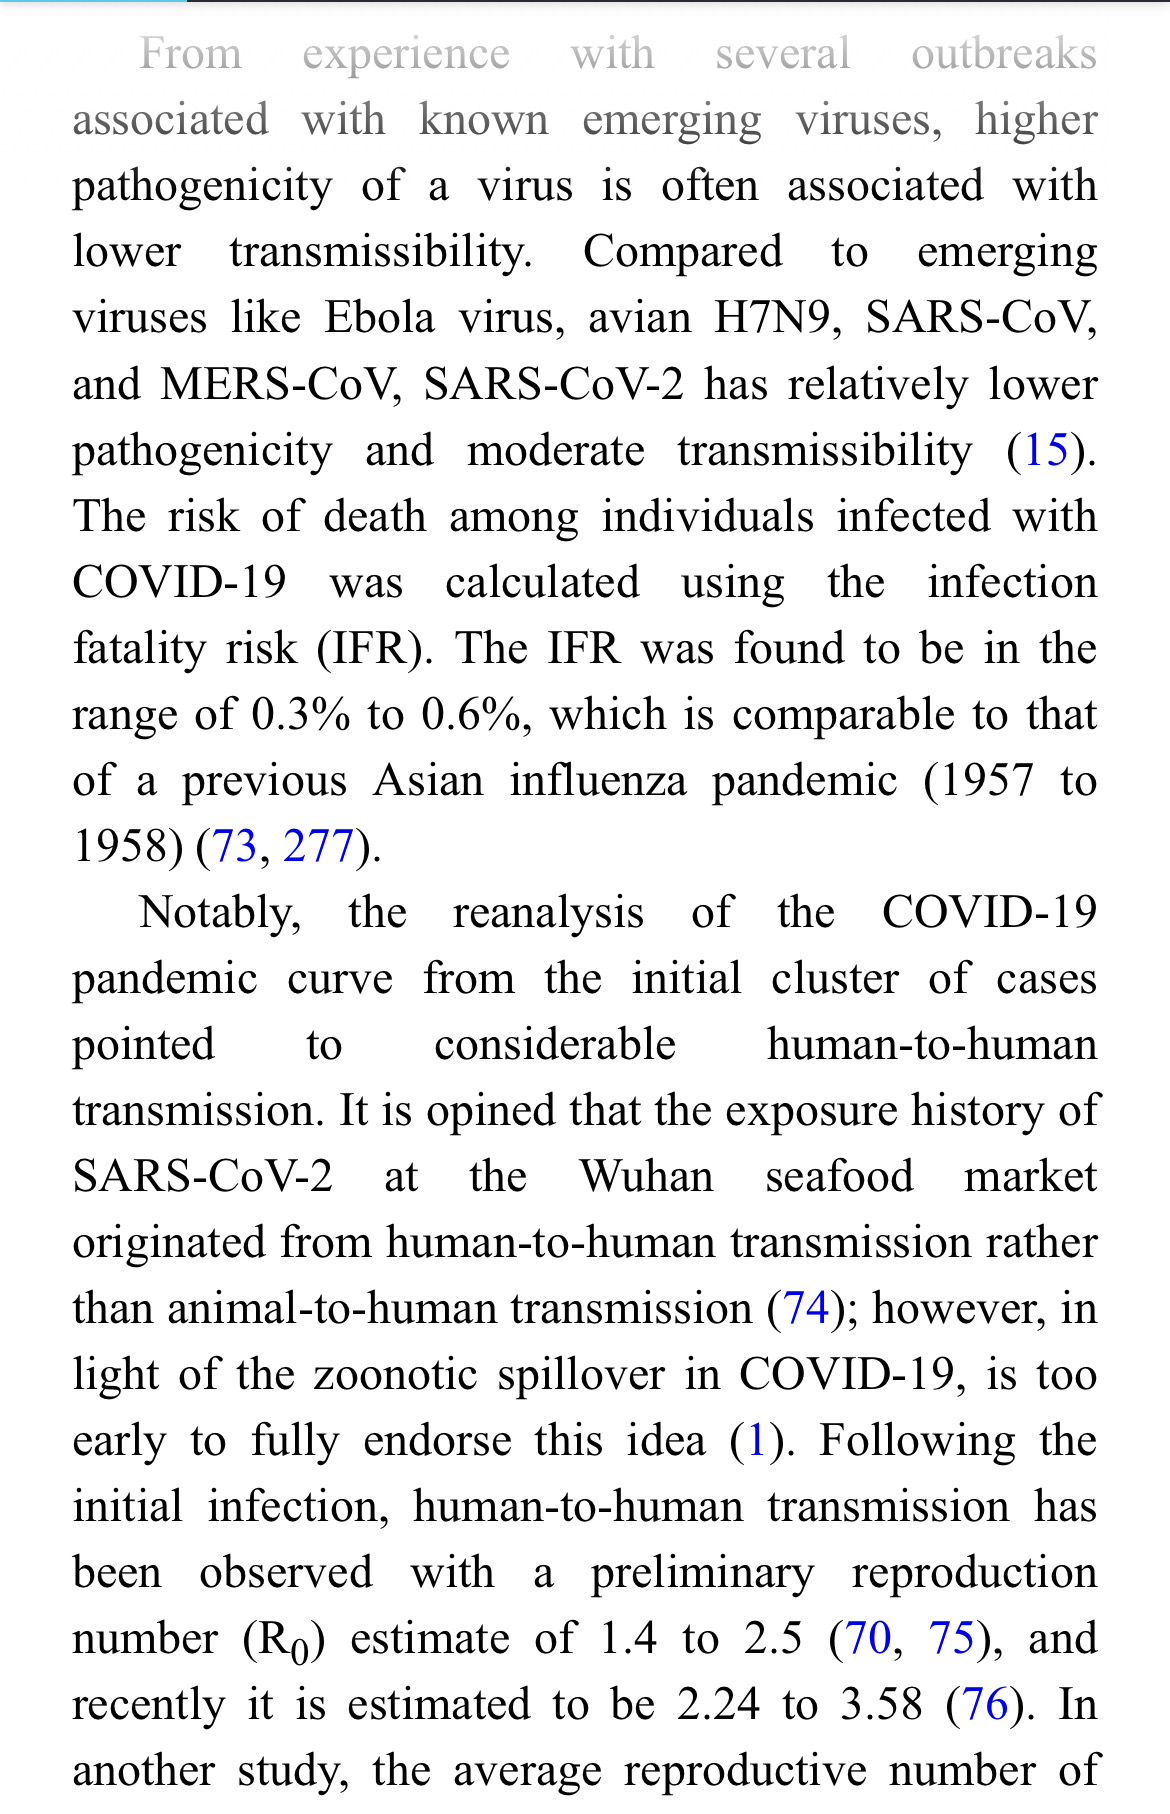 From experience with several outbreaks
associated with known emerging viruses, higher
pathogenicity of a virus is often associated with
lower transmissibility. Compared to emerging
viruses like Ebola virus, avian H7N9, SARS-CoV,
and MERS-CoV, SARS-CoV-2 has relatively lower
pathogenicity and moderate transmissibility (15).
The risk of death among individuals infected with
COVID-19 was calculated using the infection
fatality risk (IFR). The IFR was found to be in the
range of 0.3% to 0.6%, which is comparable to that
of a previous Asian influenza pandemic (1957 to
1958) (73, 277).
Notably, the reanalysis of the COVID-19
pandemic curve from the initial cluster of cases
pointed to considerable human-to-human
transmission. It is opined that the exposure history of
SARS-CoV-2 at the Wuhan seafood market
originated from human-to-human transmission rather
than animal-to-human transmission (74); however, in
light of the zoonotic spillover in COVID-19, is too
early to fully endorse this idea (1). Following the
initial infection, human-to-human transmission has
been observed with a preliminary reproduction
number (R₀) estimate of 1.4 to 2.5 (70, 75), and
recently it is estimated to be 2.24 to 3.58 (76). In
another study, the average reproductive number of